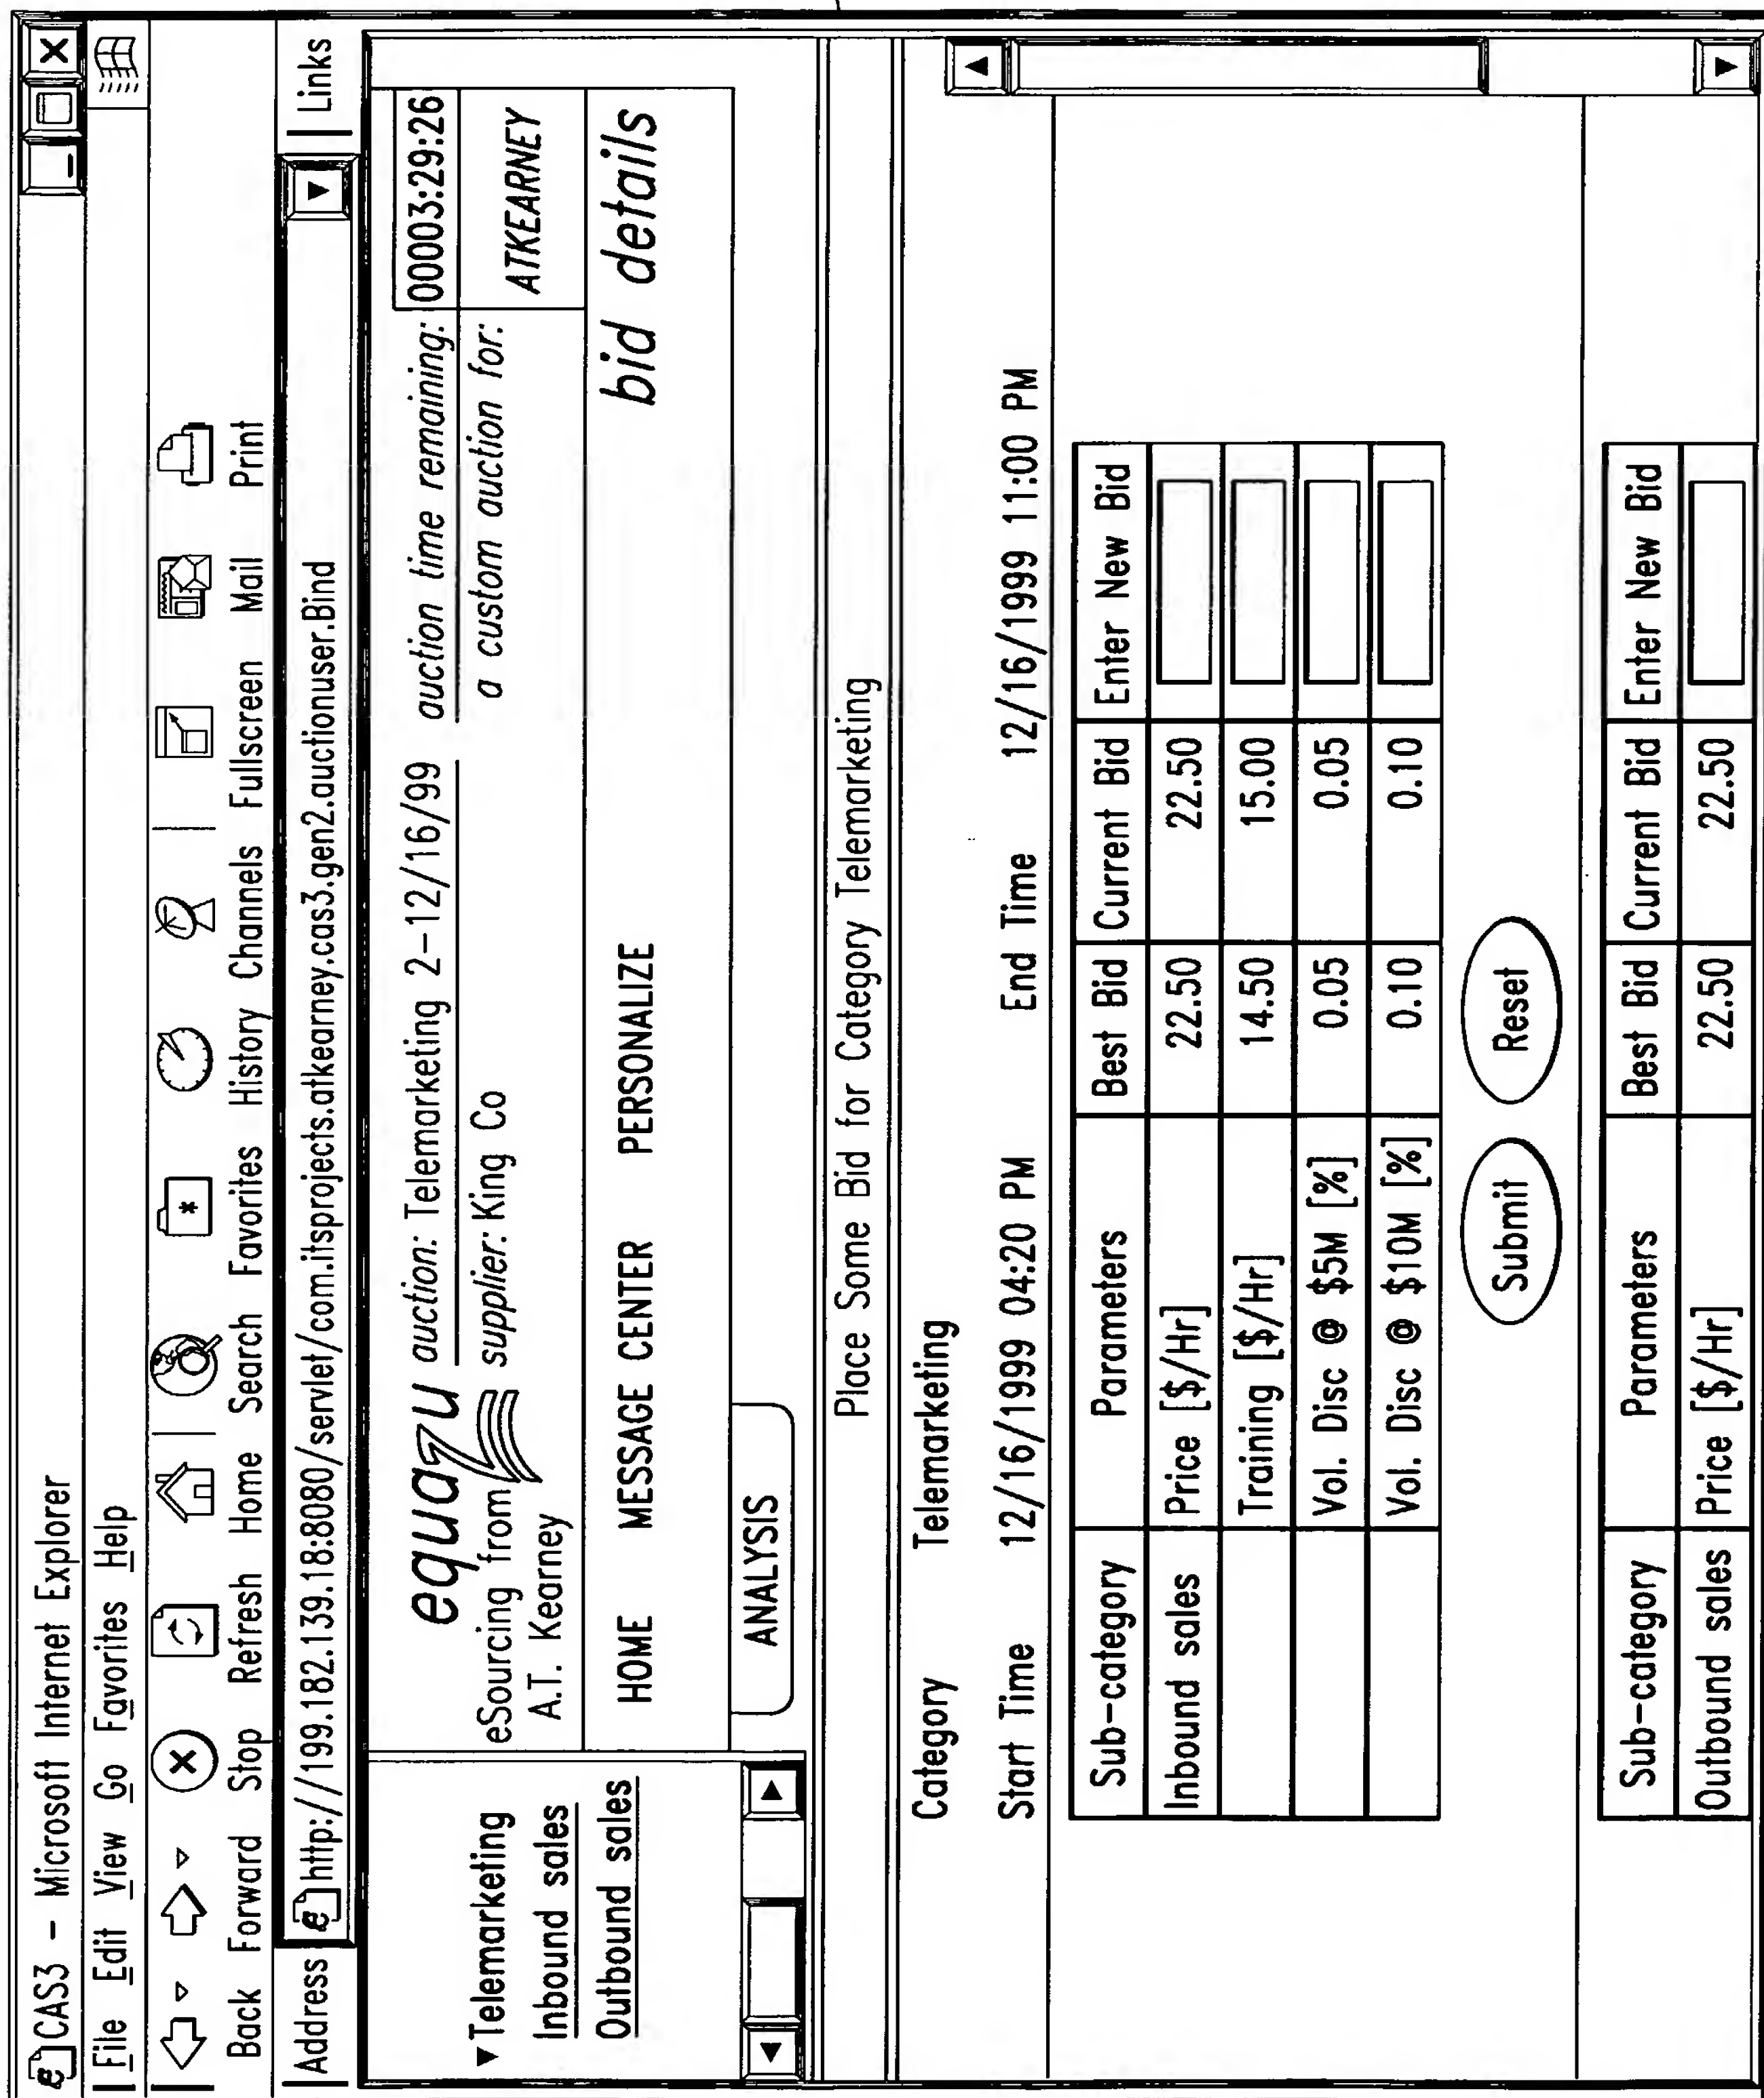 CAS3 - Microsoft Internet Explorer
File Edit View Go Favorites Help
Back Forward Stop Refresh Home Search Favorites History Channels Fullscreen Mail Print
Address http://199.182.139.18:8080/servlet/com.itsprojects.atkearney.cas3.gen2.auctionuser.Bind Links
▼Telemarketing
Inbound sales
Outbound sales
equazu auction: Telemarketing 2-12/16/99 auction time remaining: 00003:29:26
eSourcing from supplier: King Co a custom auction for: ATKEARNEY
A.T. Kearney
HOME MESSAGE CENTER PERSONALIZE bid details
ANALYSIS
Place Some Bid for Category Telemarketing
Category Telemarketing
Start Time 12/16/1999 04:20 PM End Time 12/16/1999 11:00 PM
Sub-category Parameters Best Bid Current Bid Enter New Bid
Inbound sales Price [$/Hr] 22.50 22.50
Training [$/Hr] 14.50 15.00
Vol. Disc @ $5M [%] 0.05 0.05
Vol. Disc @ $10M [%] 0.10 0.10
Submit Reset
Sub-category Parameters Best Bid Current Bid Enter New Bid
Outbound sales Price [$/Hr] 22.50 22.50